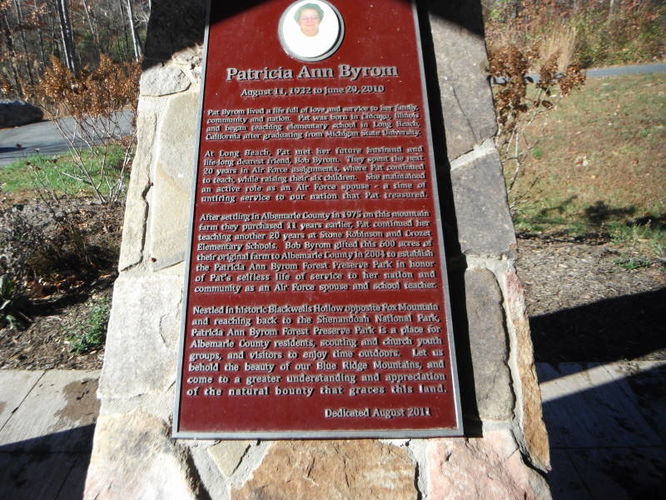 Patricia Ann Byrom
August 11, 1932 to June 29, 2010
Pat Byrom lived a life full of love and service to her family,
community and nation. Pat was born in Chicago, Illinois
and began teaching elementary school in Long Beach,
California after graduating from Michigan State University.
At Long Beach, Pat met her future husband and
life-long dearest friend, Bob Byrom. They spent the next
20 years in Air Force assignments, where Pat continued
to teach, while raising their six children. She maintained
an active role as an Air Force spouse - a time of
untiring service to our nation that Pat treasured.
After settling in Albemarle County in 1975 on this mountain
farm they purchased 11 years earlier, Pat continued her
teaching another 20 years at Stone Robinson and Crozet
Elementary Schools. Bob Byrom gifted this 600 acres of
their original farm to Albemarle County in 2004 to establish
the Patricia Ann Byrom Forest Preserve Park in honor
of Pat's selfless life of service to her nation and
community as an Air Force spouse and school teacher.
Nestled in historic Blackwells Hollow opposite Fox Mountain
and reaching back to the Shenandoah National Park,
Patricia Ann Byrom Forest Preserve Park is a place for
Albemarle County residents, scouting and church youth
groups, and visitors to enjoy time outdoors. Let us
behold the beauty of our Blue Ridge Mountains, and
come to a greater understanding and appreciation
of the natural bounty that graces this land.
Dedicated August 2011